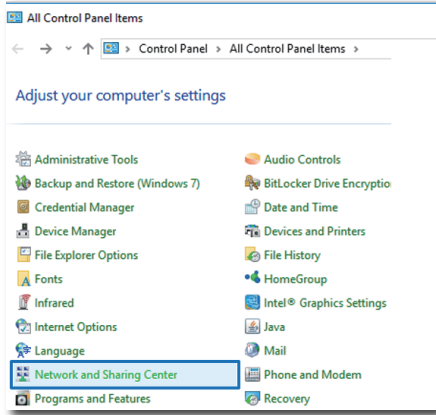 All Control Panel Items
Control Panel > All Control Panel Items >
Adjust your computer's settings
Administrative Tools
Audio Controls
Backup and Restore (Windows 7)
BitLocker Drive Encryptio
Credential Manager
Date and Time
Device Manager
Devices and Printers
File Explorer Options
File History
Fonts
HomeGroup
Infrared
Intel® Graphics Settings
Internet Options
Java
Language
Mail
Network and Sharing Center
Phone and Modem
Programs and Features
Recovery